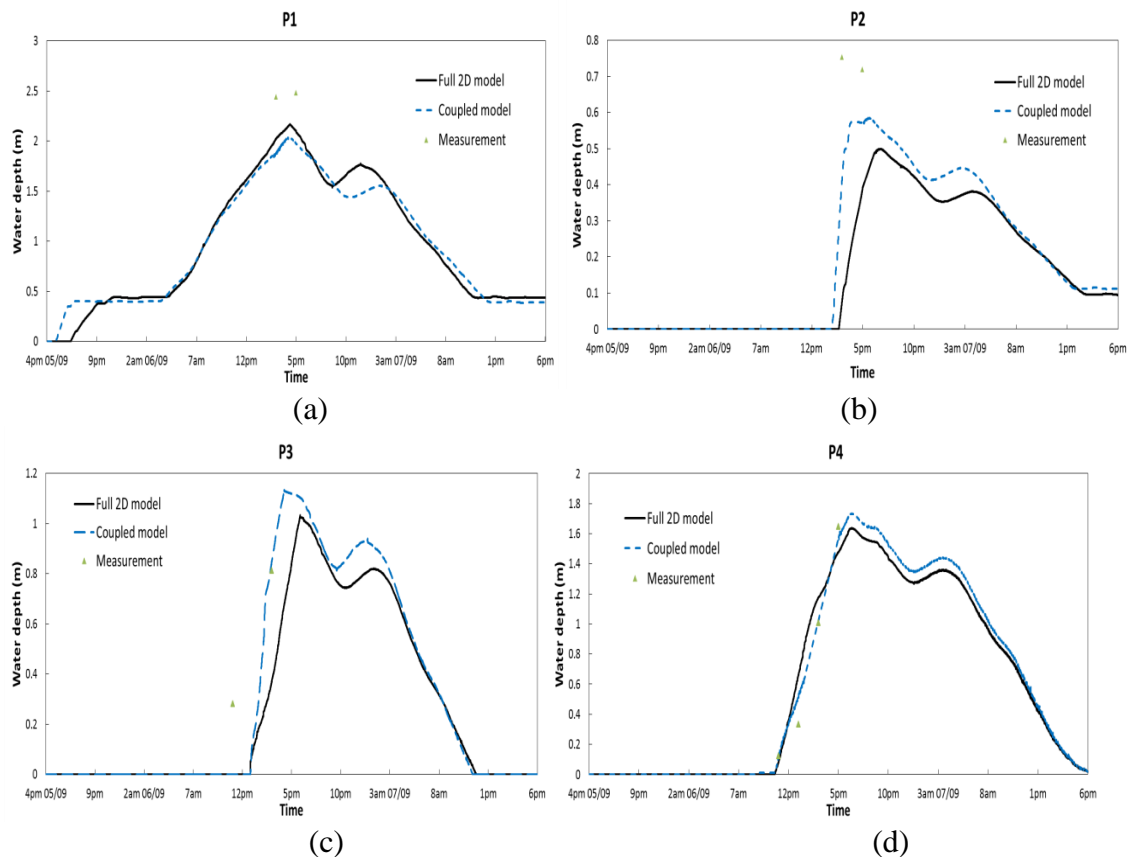 P1
3
2.5
2
1.5
1
0.5
0
Water depth (m)
Full 2D model
Coupled model
Measurement
4pm 05/09 9pm 2am 06/09 7am 12pm 5pm 10pm 3am 07/09 8am 1pm 6pm
Time
(a)
P2
0.8
0.7
0.6
0.5
0.4
0.3
0.2
0.1
0
Water depth (m)
Full 2D model
Coupled model
Measurement
4pm 05/09 9pm 2am 06/09 7am 12pm 5pm 10pm 3am 07/09 8am 1pm 6pm
Time
(b)
P3
1.2
1
0.8
0.6
0.4
0.2
0
Water depth (m)
Full 2D model
Coupled model
Measurement
4pm 05/09 9pm 2am 06/09 7am 12pm 5pm 10pm 3am 07/09 8am 1pm 6pm
Time
(c)
P4
2
1.8
1.6
1.4
1.2
1
0.8
0.6
0.4
0.2
0
Water depth (m)
Full 2D model
Coupled model
Measurement
4pm 05/09 9pm 2am 06/09 7am 12pm 5pm 10pm 3am 07/09 8am 1pm 6pm
Time
(d)